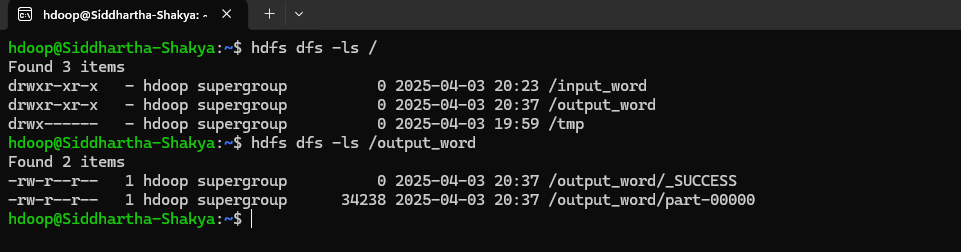 hdoop@Siddhartha-Shakya: ~
hdoop@Siddhartha-Shakya:~$ hdfs dfs -ls /
Found 3 items
drwxr-xr-x   - hdoop supergroup          0 2025-04-03 20:23 /input_word
drwxr-xr-x   - hdoop supergroup          0 2025-04-03 20:37 /output_word
drwx------   - hdoop supergroup          0 2025-04-03 19:59 /tmp
hdoop@Siddhartha-Shakya:~$ hdfs dfs -ls /output_word
Found 2 items
-rw-r--r--   1 hdoop supergroup          0 2025-04-03 20:37 /output_word/_SUCCESS
-rw-r--r--   1 hdoop supergroup      34238 2025-04-03 20:37 /output_word/part-00000
hdoop@Siddhartha-Shakya:~$